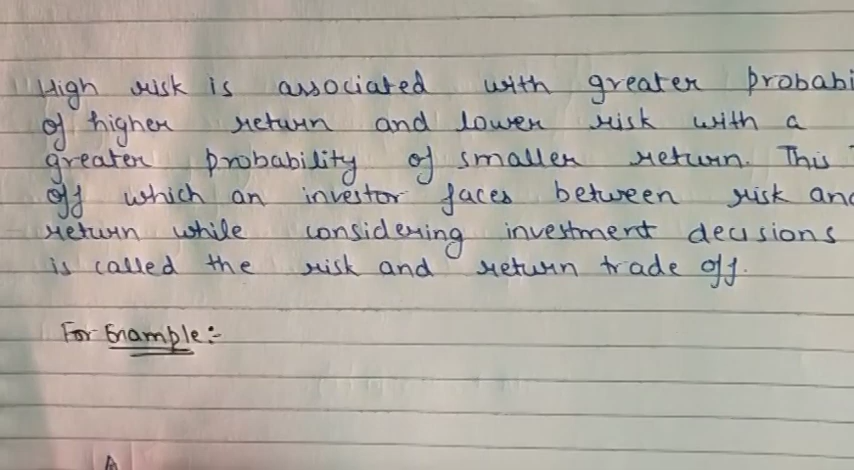 High risk is associated with greater probabi
of higher return and lower risk with a
greater probability of smaller return. This
off which an investor faces between risk and
return while considering investment decisions
is called the risk and return trade off.
For Example:-
A